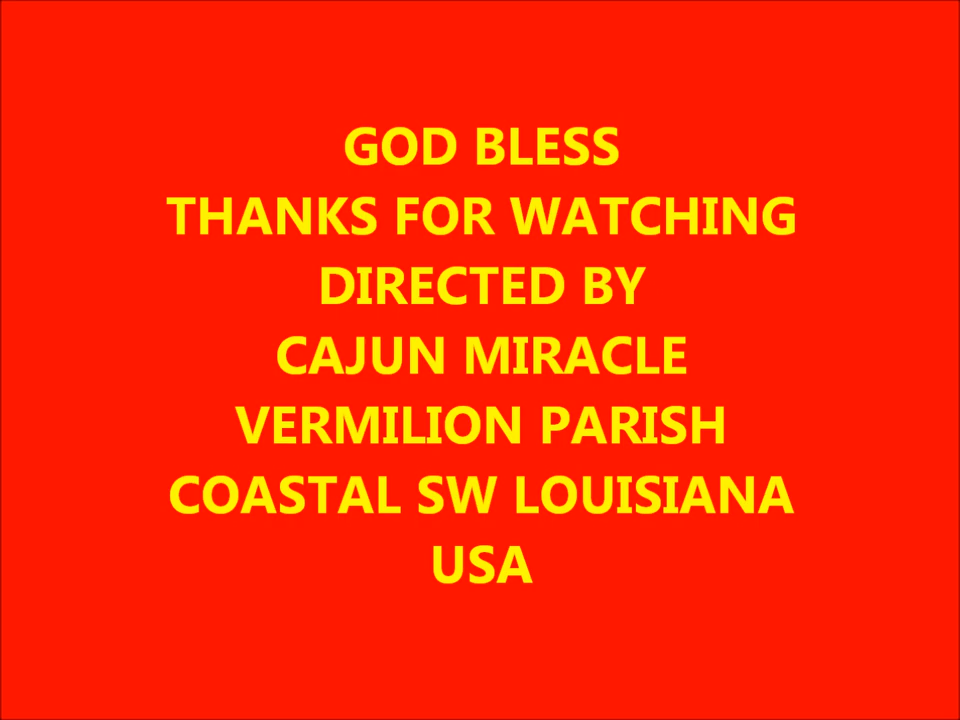 GOD BLESS
THANKS FOR WATCHING
DIRECTED BY
CAJUN MIRACLE
VERMILION PARISH
COASTAL SW LOUISIANA
USA